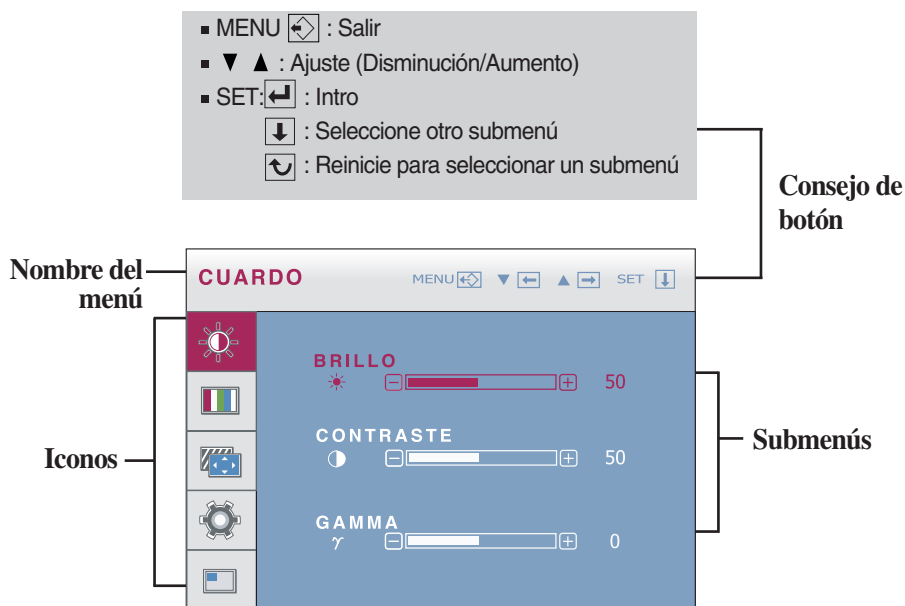 MENU : Salir
▼ ▲ : Ajuste (Disminución/Aumento)
SET: : Intro
: Seleccione otro submenú
: Reinicie para seleccionar un submenú
Consejo de
botón
Nombre del
menú
CUARDO
MENU ▼ ▲ SET
BRILLO
50
CONTRASTE
50
GAMMA
γ 0
Iconos
Submenús